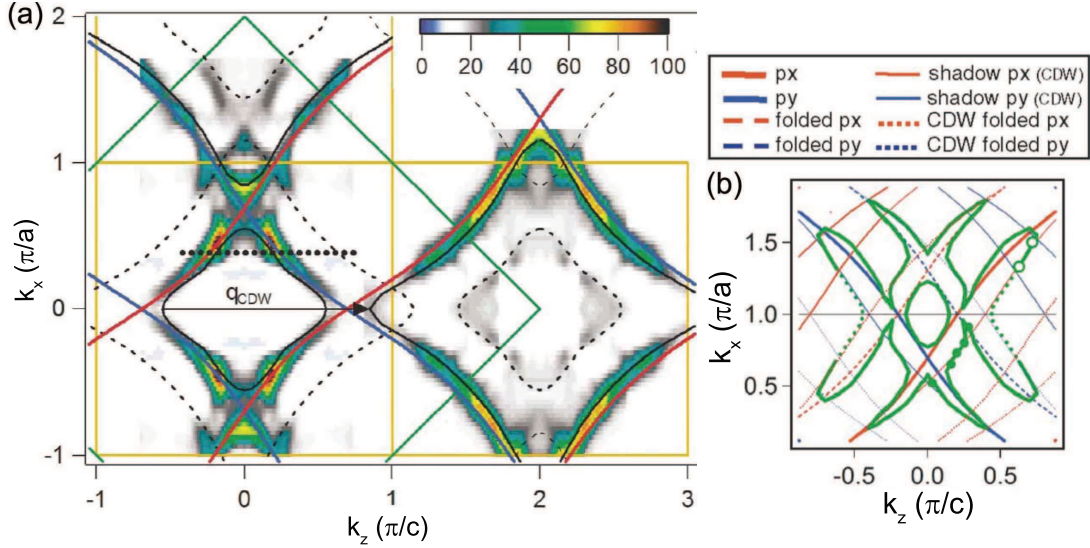 (a)
2
1
0
-1
k_x (π/a)
0 20 40 60 80 100
q_CDW
-1 0 1 2 3
k_z (π/c)
px shadow px (CDW)
py shadow py (CDW)
folded px CDW folded px
folded py CDW folded py
(b)
1.5
1.0
0.5
k_x (π/a)
-0.5 0.0 0.5
k_z (π/c)